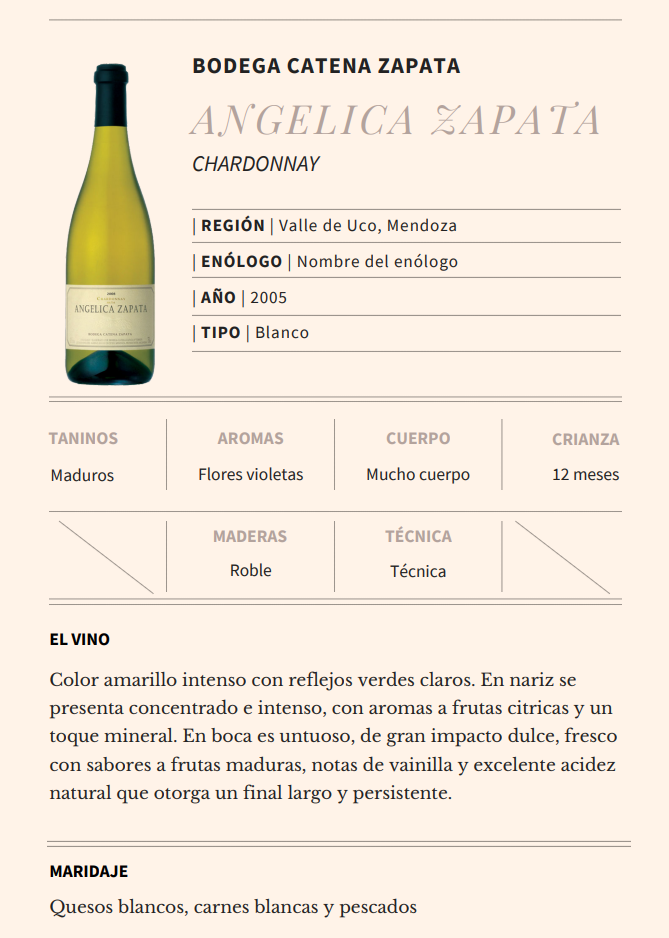 BODEGA CATENA ZAPATA
ANGELICA ZAPATA
CHARDONNAY
| REGIÓN | Valle de Uco, Mendoza
| ENÓLOGO | Nombre del enólogo
| AÑO | 2005
| TIPO | Blanco
ANGELICA ZAPATA
TANINOS AROMAS CUERPO CRIANZA
Maduros Flores violetas Mucho cuerpo 12 meses
MADERAS TÉCNICA
Roble Técnica
EL VINO
Color amarillo intenso con reflejos verdes claros. En nariz se
presenta concentrado e intenso, con aromas a frutas citricas y un
toque mineral. En boca es untuoso, de gran impacto dulce, fresco
con sabores a frutas maduras, notas de vainilla y excelente acidez
natural que otorga un final largo y persistente.
MARIDAJE
Quesos blancos, carnes blancas y pescados